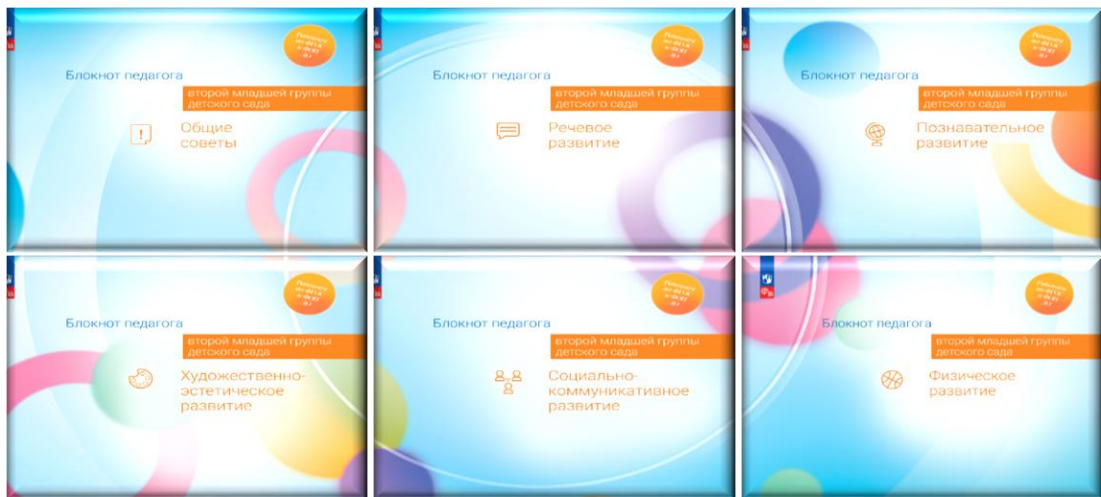 Блокнот педагога
второй младшей группы
детского сада
Общие
советы
Блокнот педагога
второй младшей группы
детского сада
Речевое
развитие
Блокнот педагога
второй младшей группы
детского сада
Познавательное
развитие
Блокнот педагога
второй младшей группы
детского сада
Художественно-
эстетическое
развитие
Блокнот педагога
второй младшей группы
детского сада
Социально-
коммуникативное
развитие
Блокнот педагога
второй младшей группы
детского сада
Физическое
развитие